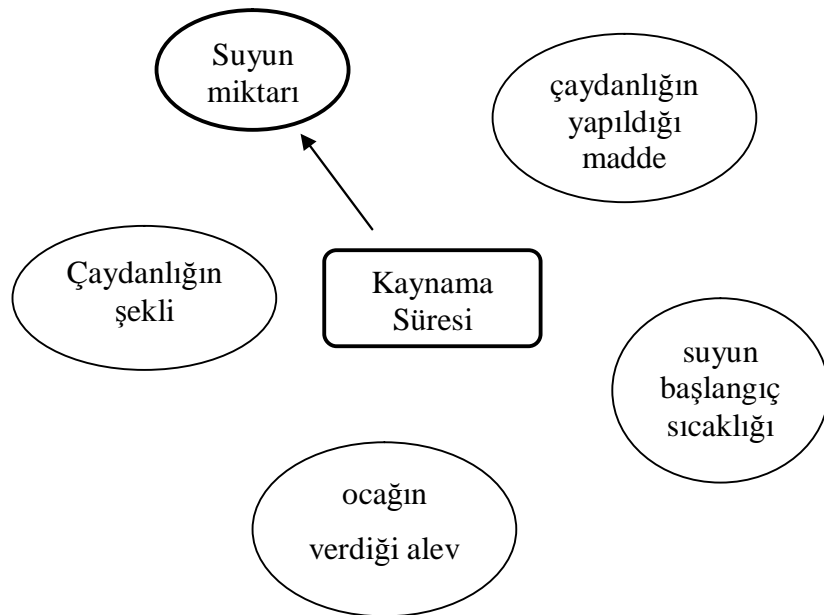 Suyun
miktarı
çaydanlığın
yapıldığı
madde
Çaydanlığın
şekli
Kaynama
Süresi
suyun
başlangıç
sıcaklığı
ocağın
verdiği alev